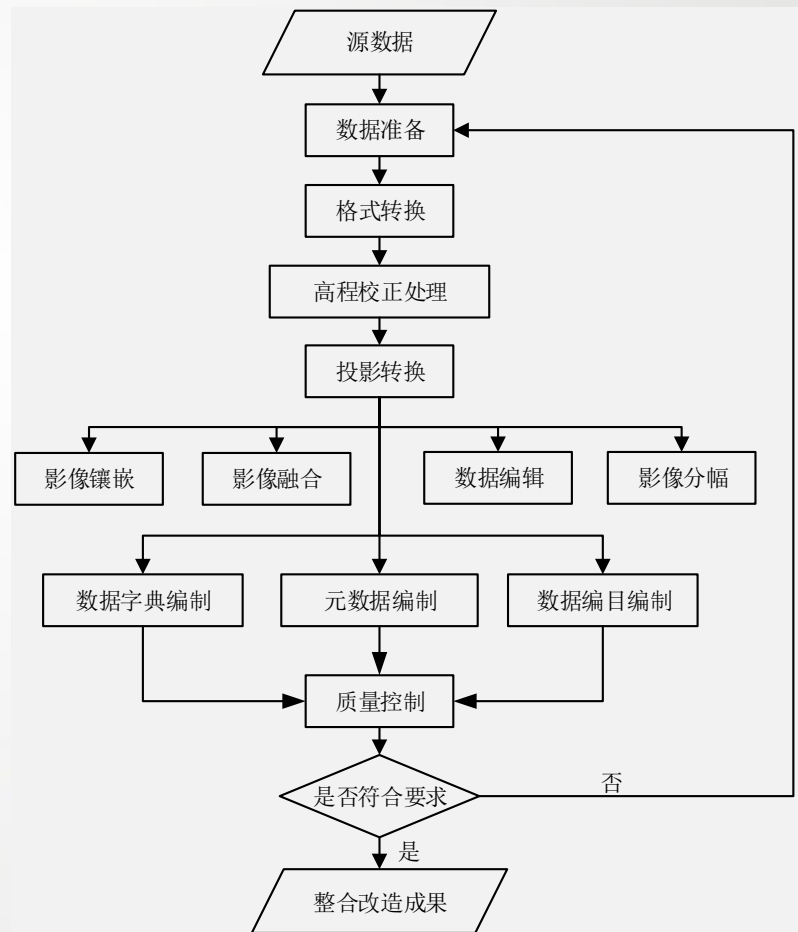 源数据
数据准备
格式转换
高程校正处理
投影转换
影像镶嵌
影像融合
数据编辑
影像分幅
数据字典编制
元数据编制
数据编目编制
质量控制
是否符合要求
否
是
整合改造成果